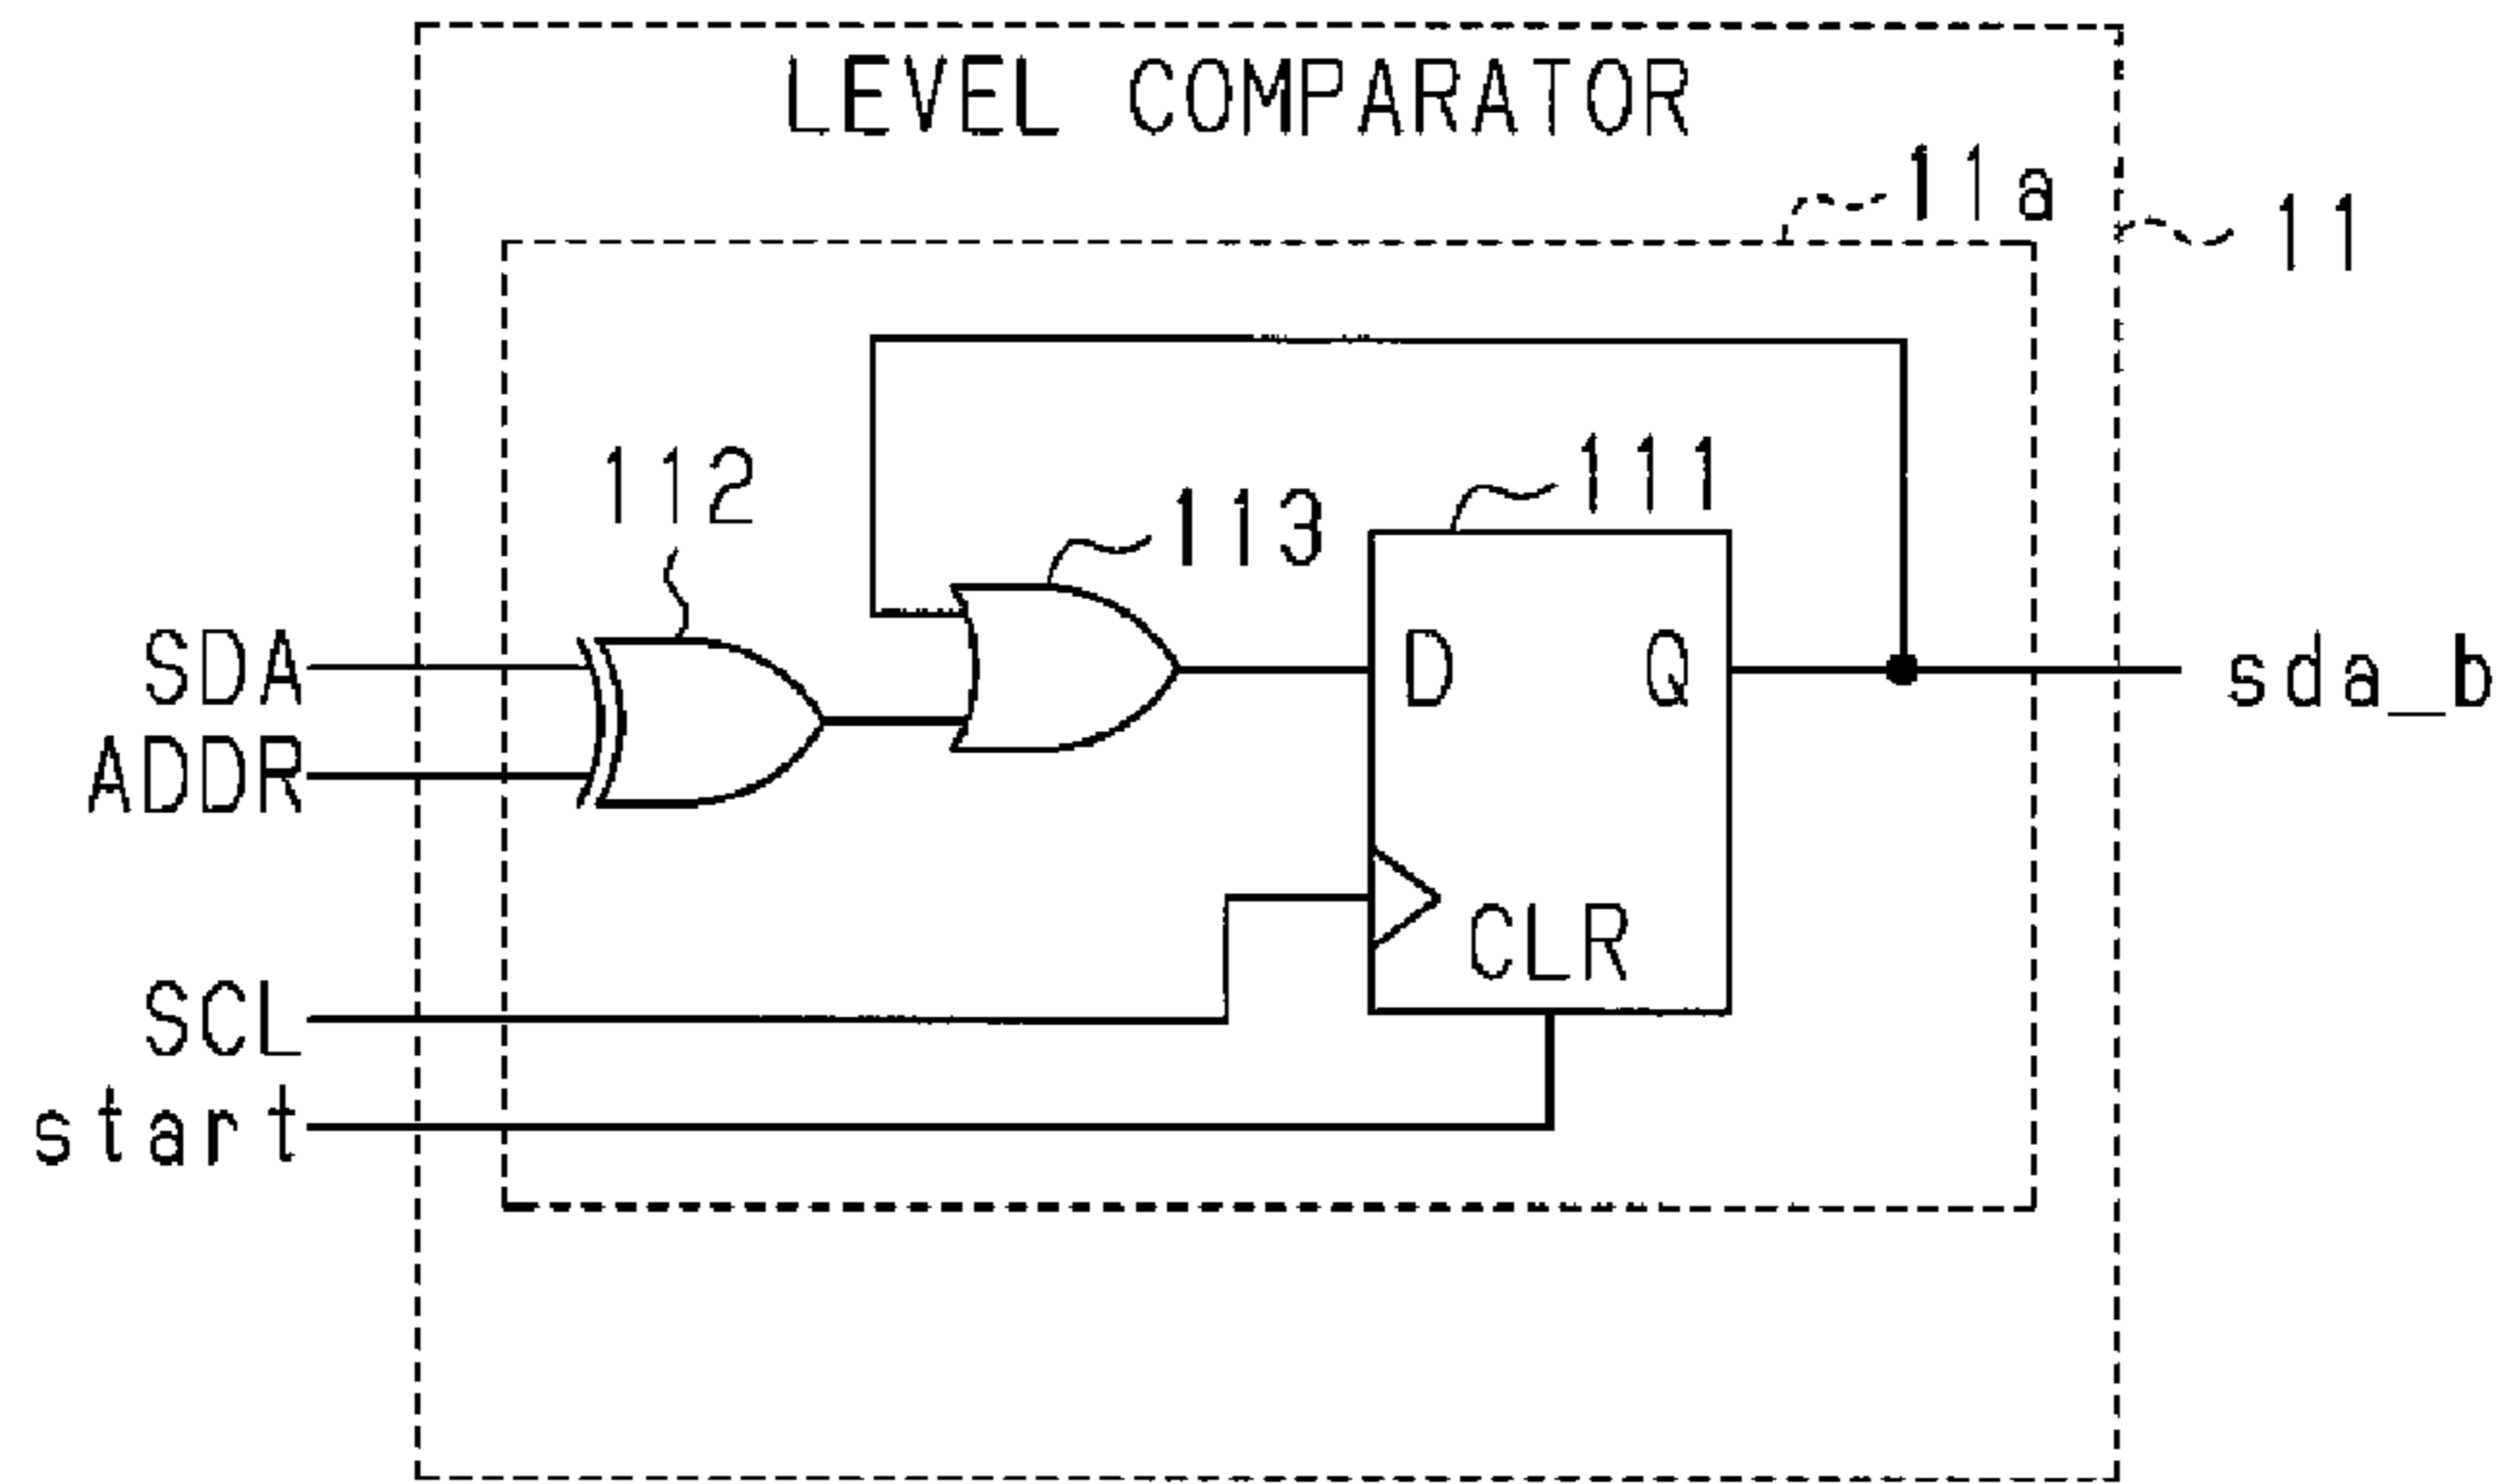 LEVEL COMPARATOR
11a
11
112
113
111
SDA
ADDR
D
Q
sda_b
CLR
SCL
start